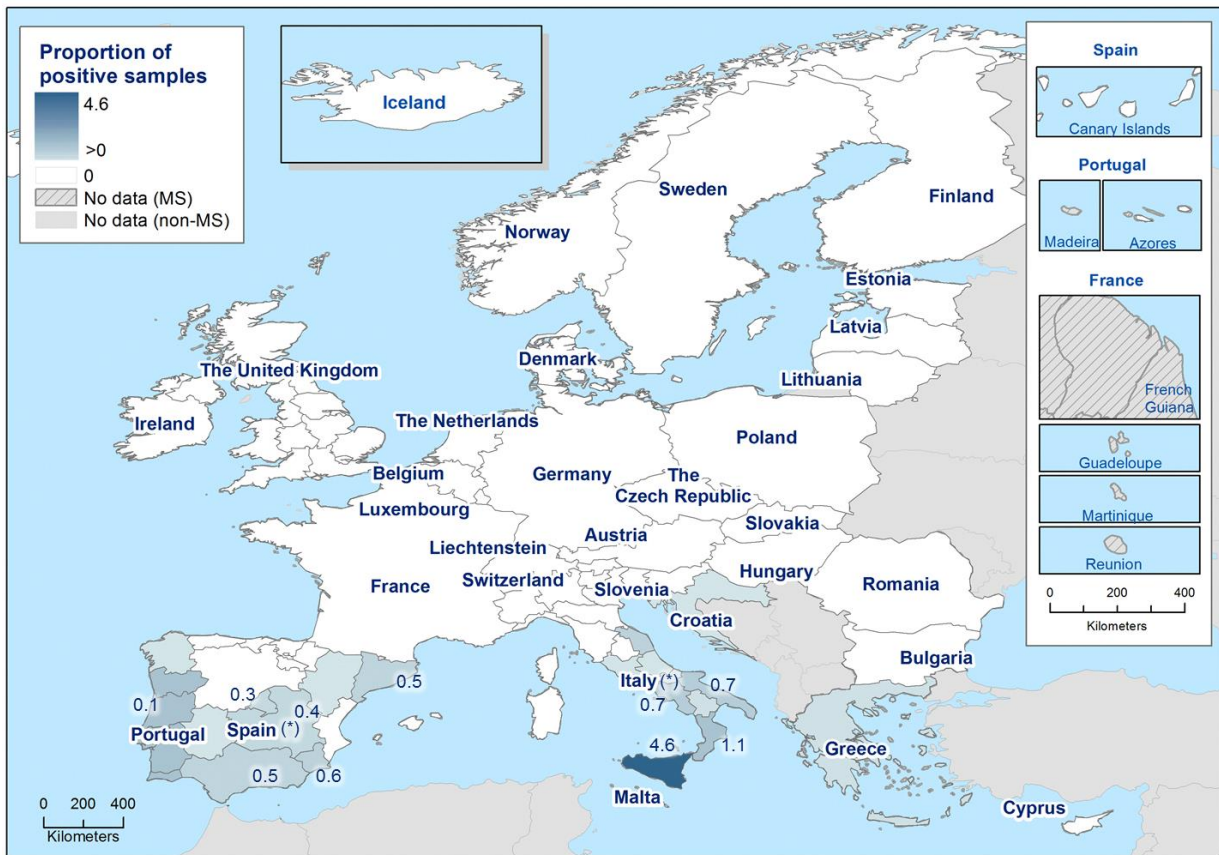 Proportion of
positive samples
4.6
>0
0
No data (MS)
No data (non-MS)
Iceland
Spain
Canary Islands
Portugal
Madeira
Azores
France
French
Guiana
Guadeloupe
Martinique
Reunion
0 200 400
Kilometers
Sweden
Finland
Norway
Estonia
Latvia
Denmark
Lithuania
The United Kingdom
Ireland
The Netherlands
Poland
Belgium
Germany
The
Czech Republic
Luxembourg
Slovakia
Austria
Liechtenstein
Hungary
Switzerland
France
Slovenia
Romania
Croatia
Bulgaria
0.5
0.3
0.1
0.4
Italy (*)
0.7
0.7
Portugal
Spain (*)
4.6
1.1
Greece
0.5
0.6
Malta
Cyprus
0 200 400
Kilometers